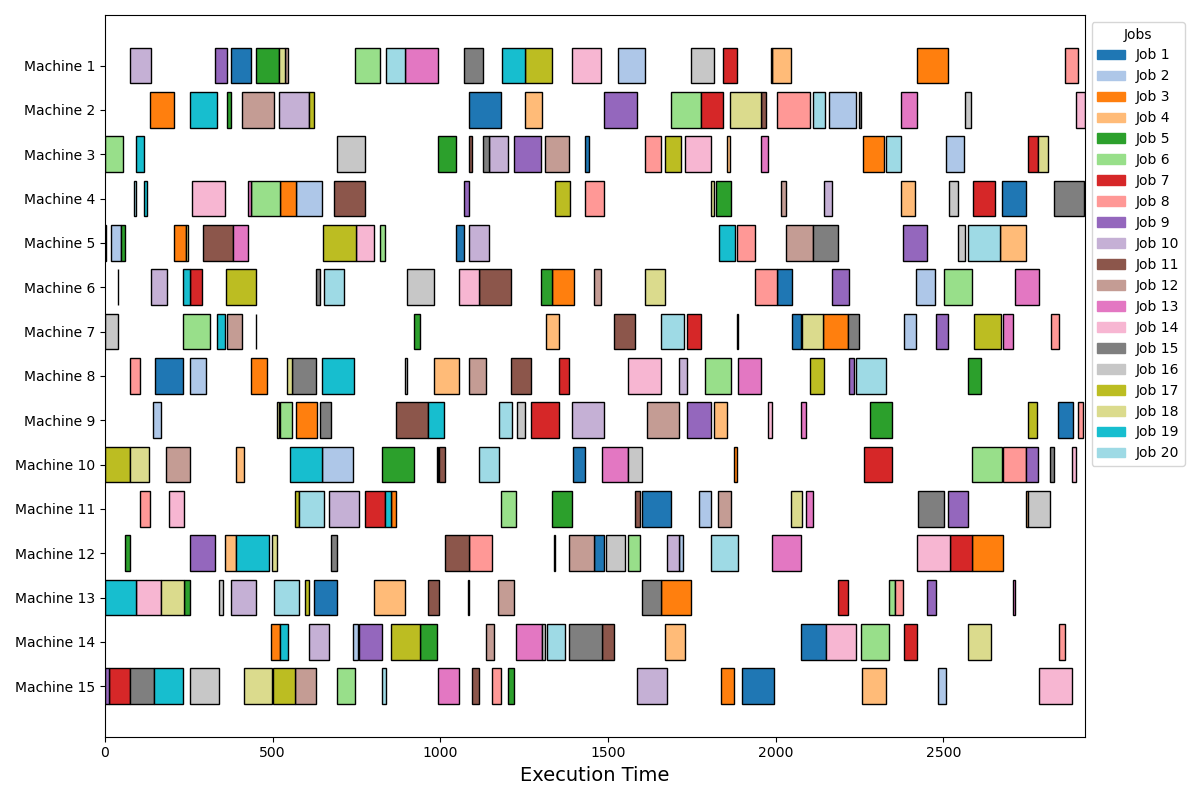 Machine 1
Machine 2
Machine 3
Machine 4
Machine 5
Machine 6
Machine 7
Machine 8
Machine 9
Machine 10
Machine 11
Machine 12
Machine 13
Machine 14
Machine 15
0 500 1000 1500 2000 2500
Execution Time
Jobs
Job 1
Job 2
Job 3
Job 4
Job 5
Job 6
Job 7
Job 8
Job 9
Job 10
Job 11
Job 12
Job 13
Job 14
Job 15
Job 16
Job 17
Job 18
Job 19
Job 20